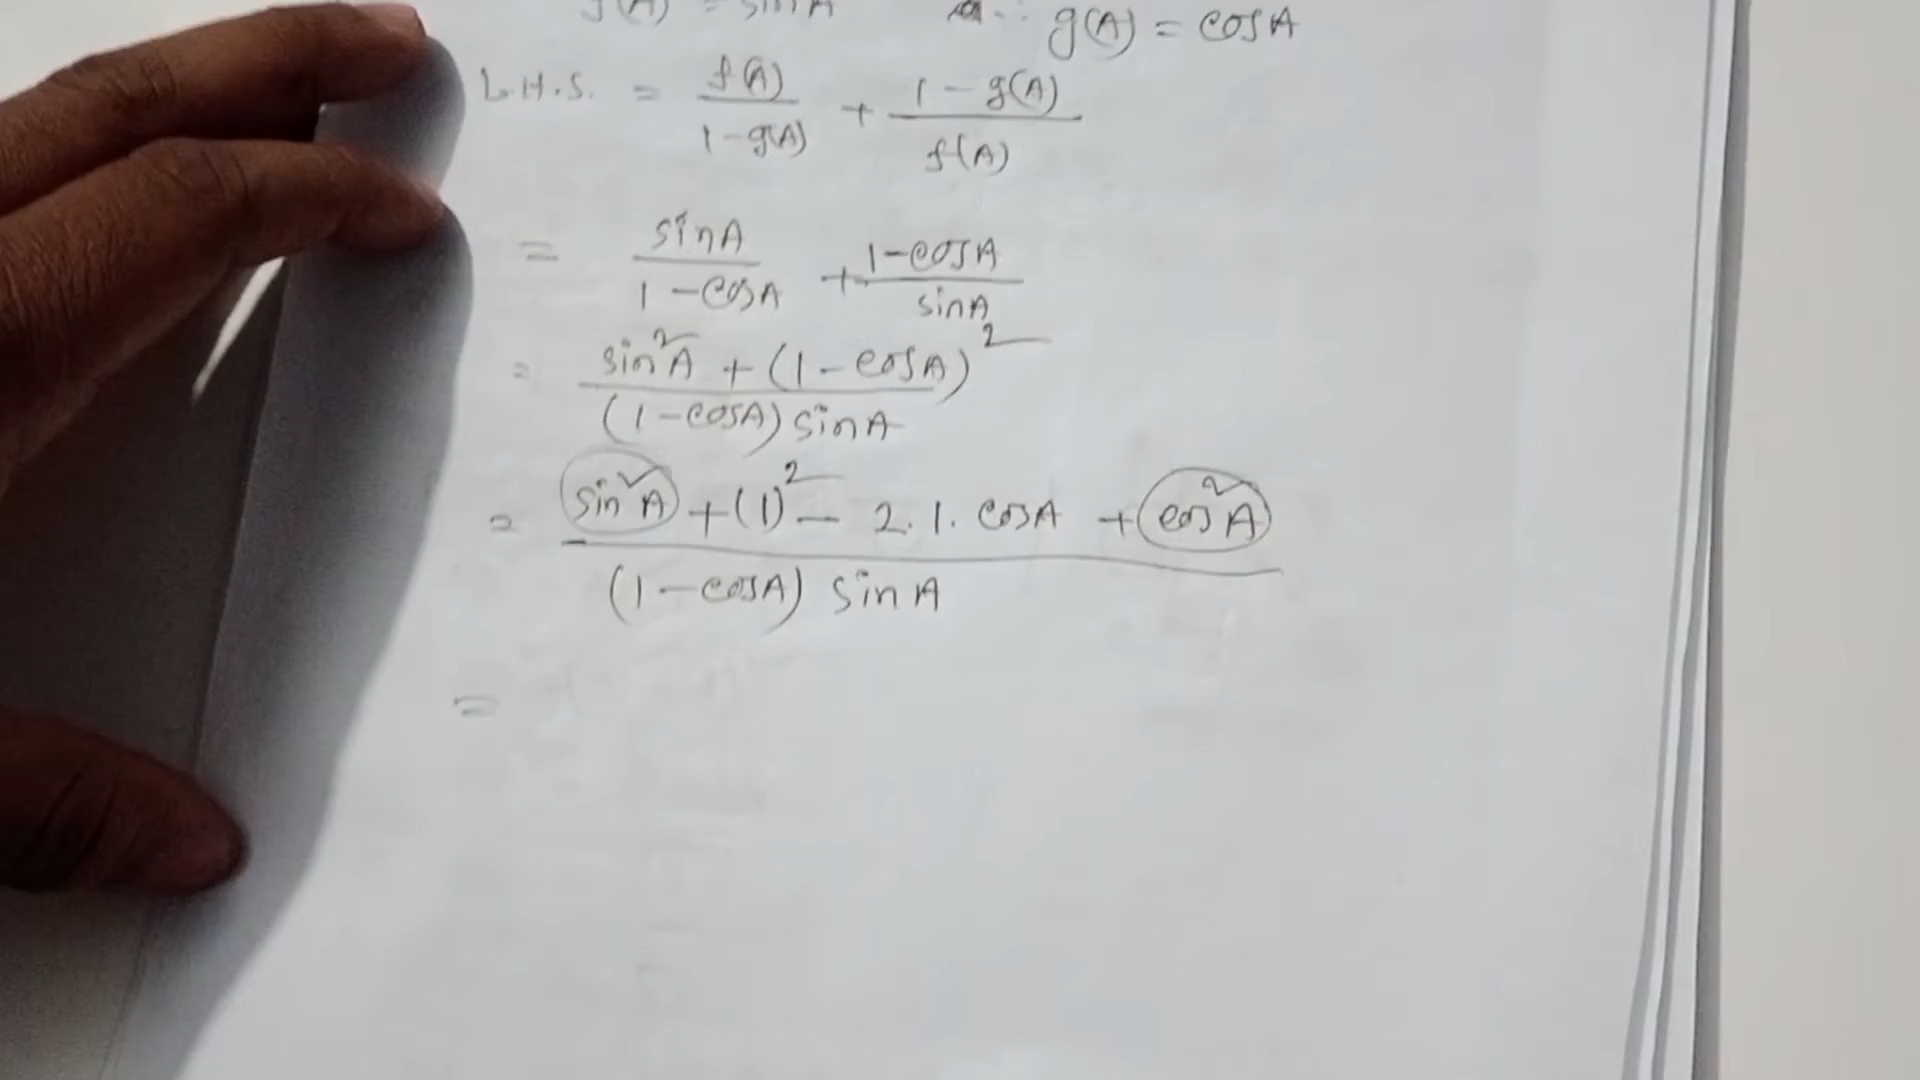 f(A) = sin A ∴ g(A) = cos A
L.H.S. = f(A)/(1 - g(A)) + (1 - g(A))/f(A)
= sin A/(1 - cos A) + (1 - cos A)/sin A
= (sin²A + (1 - cos A)²)/((1 - cos A) sin A)
= (sin²A + (1)² - 2.1. cos A + cos²A)/((1 - cos A) sin A)
=